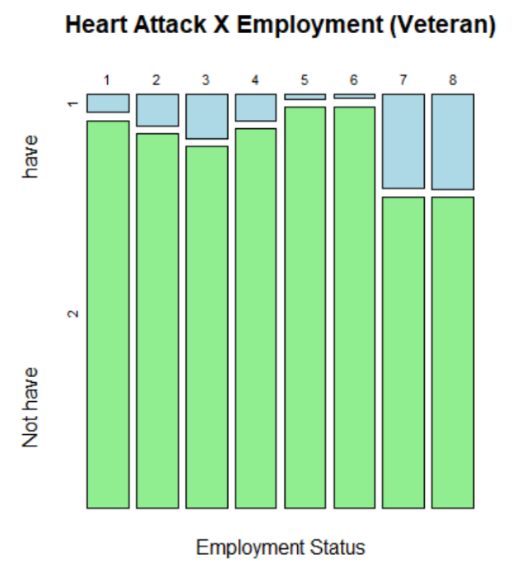 Heart Attack X Employment (Veteran)
1 2 3 4 5 6 7 8
1
have
2
Not have
Employment Status